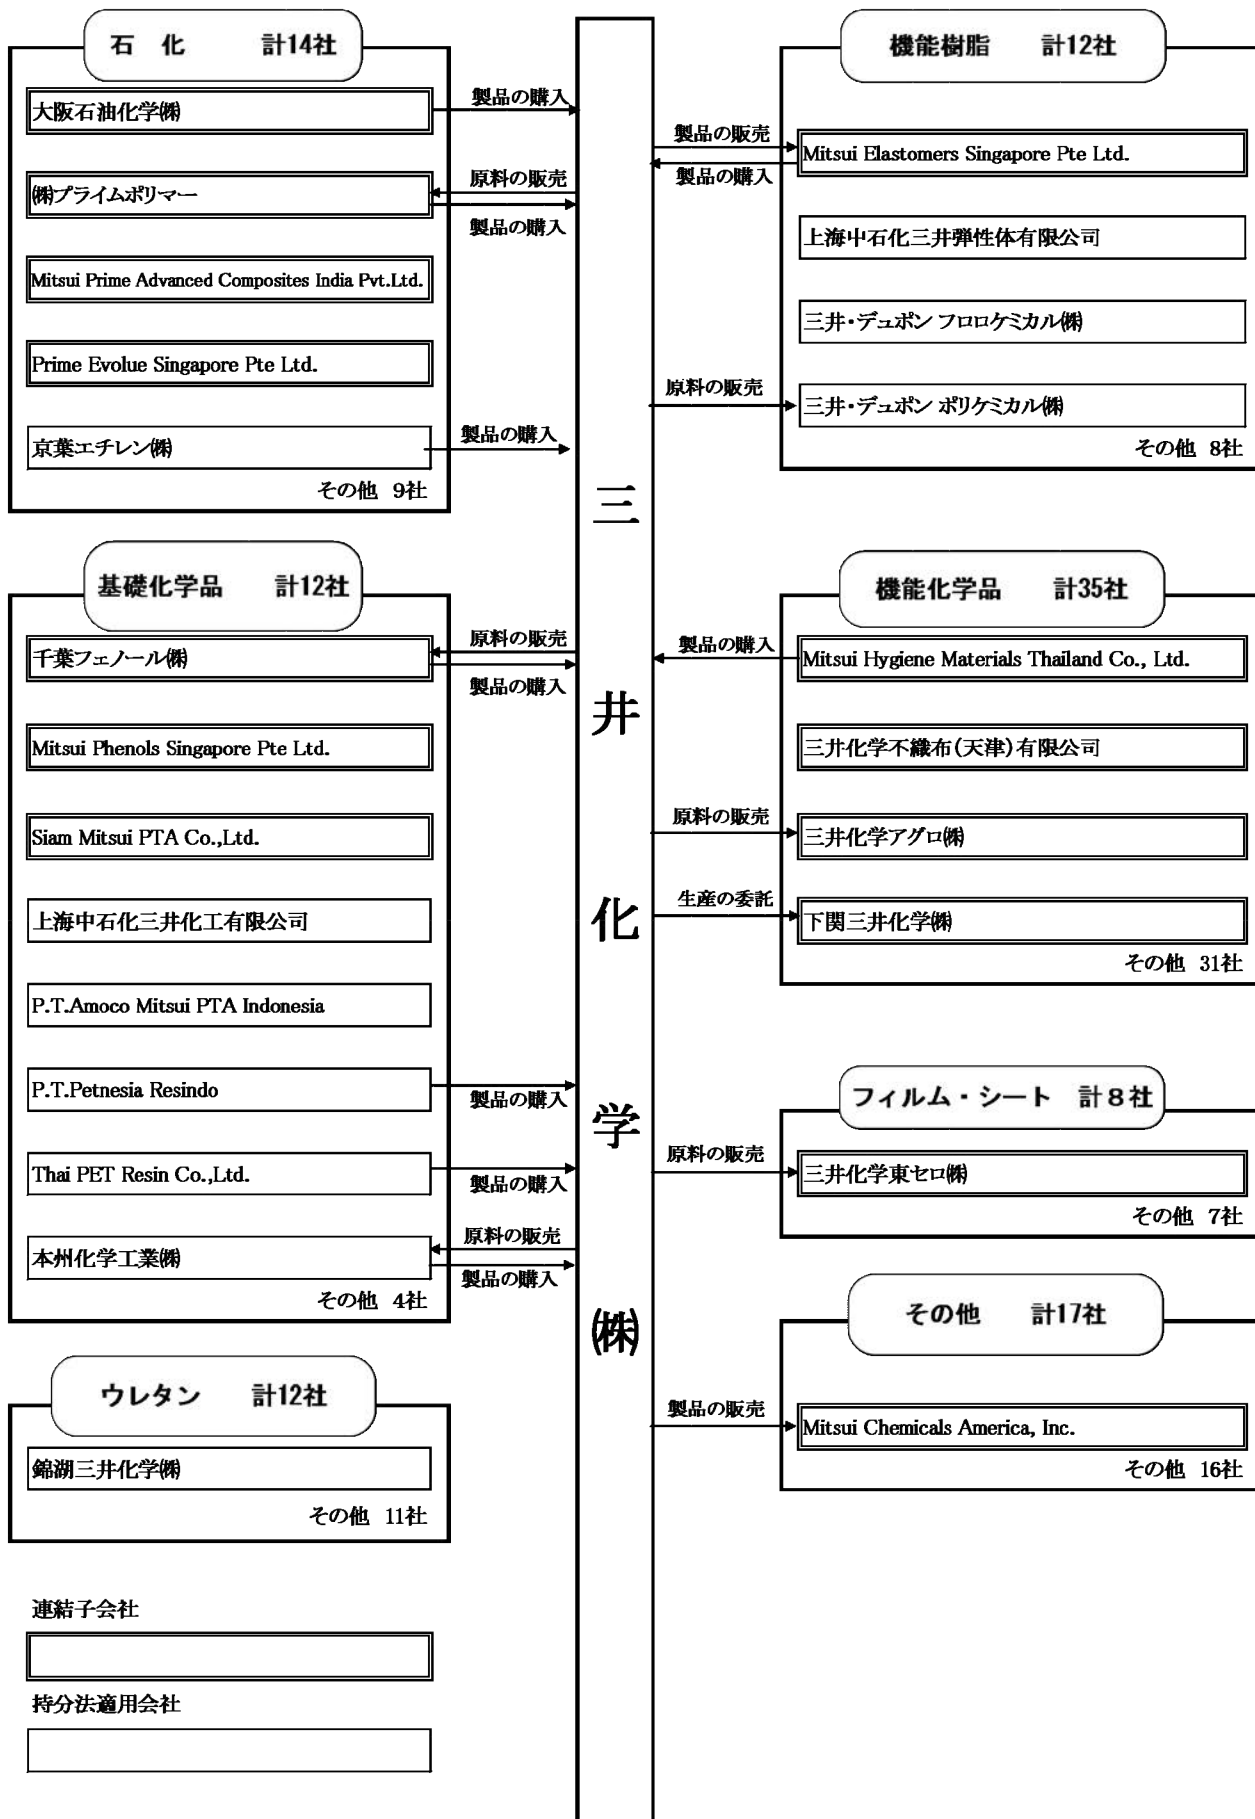 石　化　　計14社
大阪石油化学㈱
製品の購入
㈱プライムポリマー
原料の販売
製品の購入
Mitsui Prime Advanced Composites India Pvt.Ltd.
Prime Evolue Singapore Pte Ltd.
京葉エチレン㈱
製品の購入
その他 9社
基礎化学品　計12社
千葉フェノール㈱
原料の販売
製品の購入
Mitsui Phenols Singapore Pte Ltd.
Siam Mitsui PTA Co.,Ltd.
上海中石化三井化工有限公司
P.T.Amoco Mitsui PTA Indonesia
P.T.Petnesia Resindo
製品の購入
Thai PET Resin Co.,Ltd.
製品の購入
本州化学工業㈱
原料の販売
製品の購入
その他 4社
ウレタン　計12社
錦湖三井化学㈱
その他 11社
連結子会社
持分法適用会社
三井化学㈱
機能樹脂　計12社
製品の販売
製品の購入
Mitsui Elastomers Singapore Pte Ltd.
上海中石化三井弾性体有限公司
三井・デュポン フロロケミカル㈱
原料の販売
三井・デュポン ポリケミカル㈱
その他 8社
機能化学品　計35社
製品の購入
Mitsui Hygiene Materials Thailand Co., Ltd.
三井化学不織布(天津)有限公司
原料の販売
三井化学アグロ㈱
生産の委託
下関三井化学㈱
その他 31社
フィルム・シート　計８社
原料の販売
三井化学東セロ㈱
その他 7社
その他　計17社
製品の販売
Mitsui Chemicals America, Inc.
その他 16社